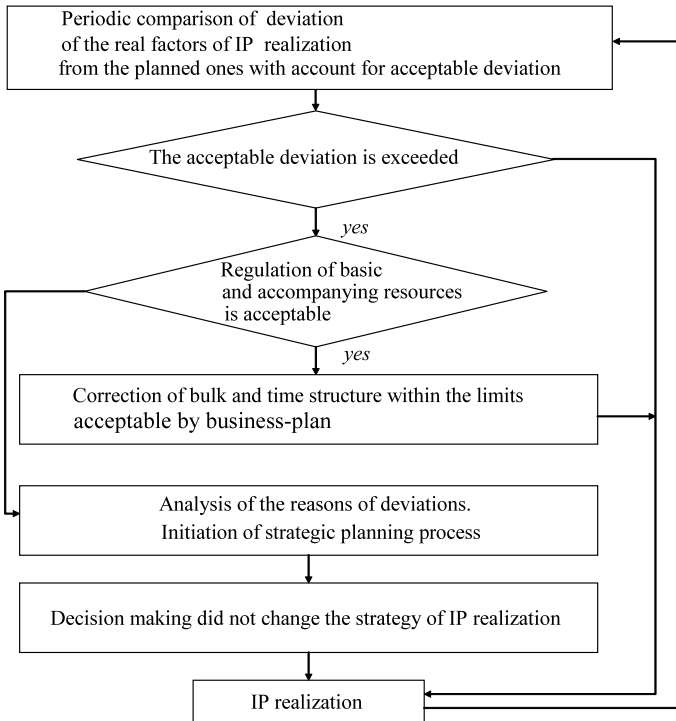 Periodic comparison of deviation
of the real factors of IP realization
from the planned ones with account for acceptable deviation
The acceptable deviation is exceeded
yes
Regulation of basic
and accompanying resources
is acceptable
yes
Correction of bulk and time structure within the limits
acceptable by business-plan
Analysis of the reasons of deviations.
Initiation of strategic planning process
Decision making did not change the strategy of IP realization
IP realization